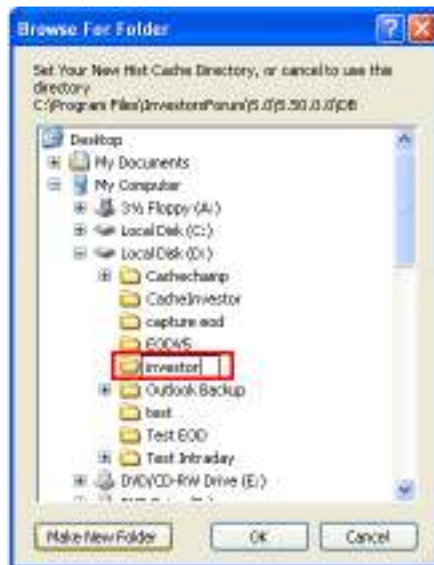 Browse For Folder
Set Your New Hist Cache Directory, or cancel to use this
directory
C:\Program Files\InvestorsForum\5.0\5.50.0.0\DB
Desktop
My Documents
My Computer
3½ Floppy (A:)
Local Disk (C:)
Local Disk (D:)
Cachechamp
CacheInvestor
capture eod
EODV5
investor
Outlook Backup
test
Test EOD
Test Intraday
DVD/CD-RW Drive (E:)
Make New Folder
OK
Cancel